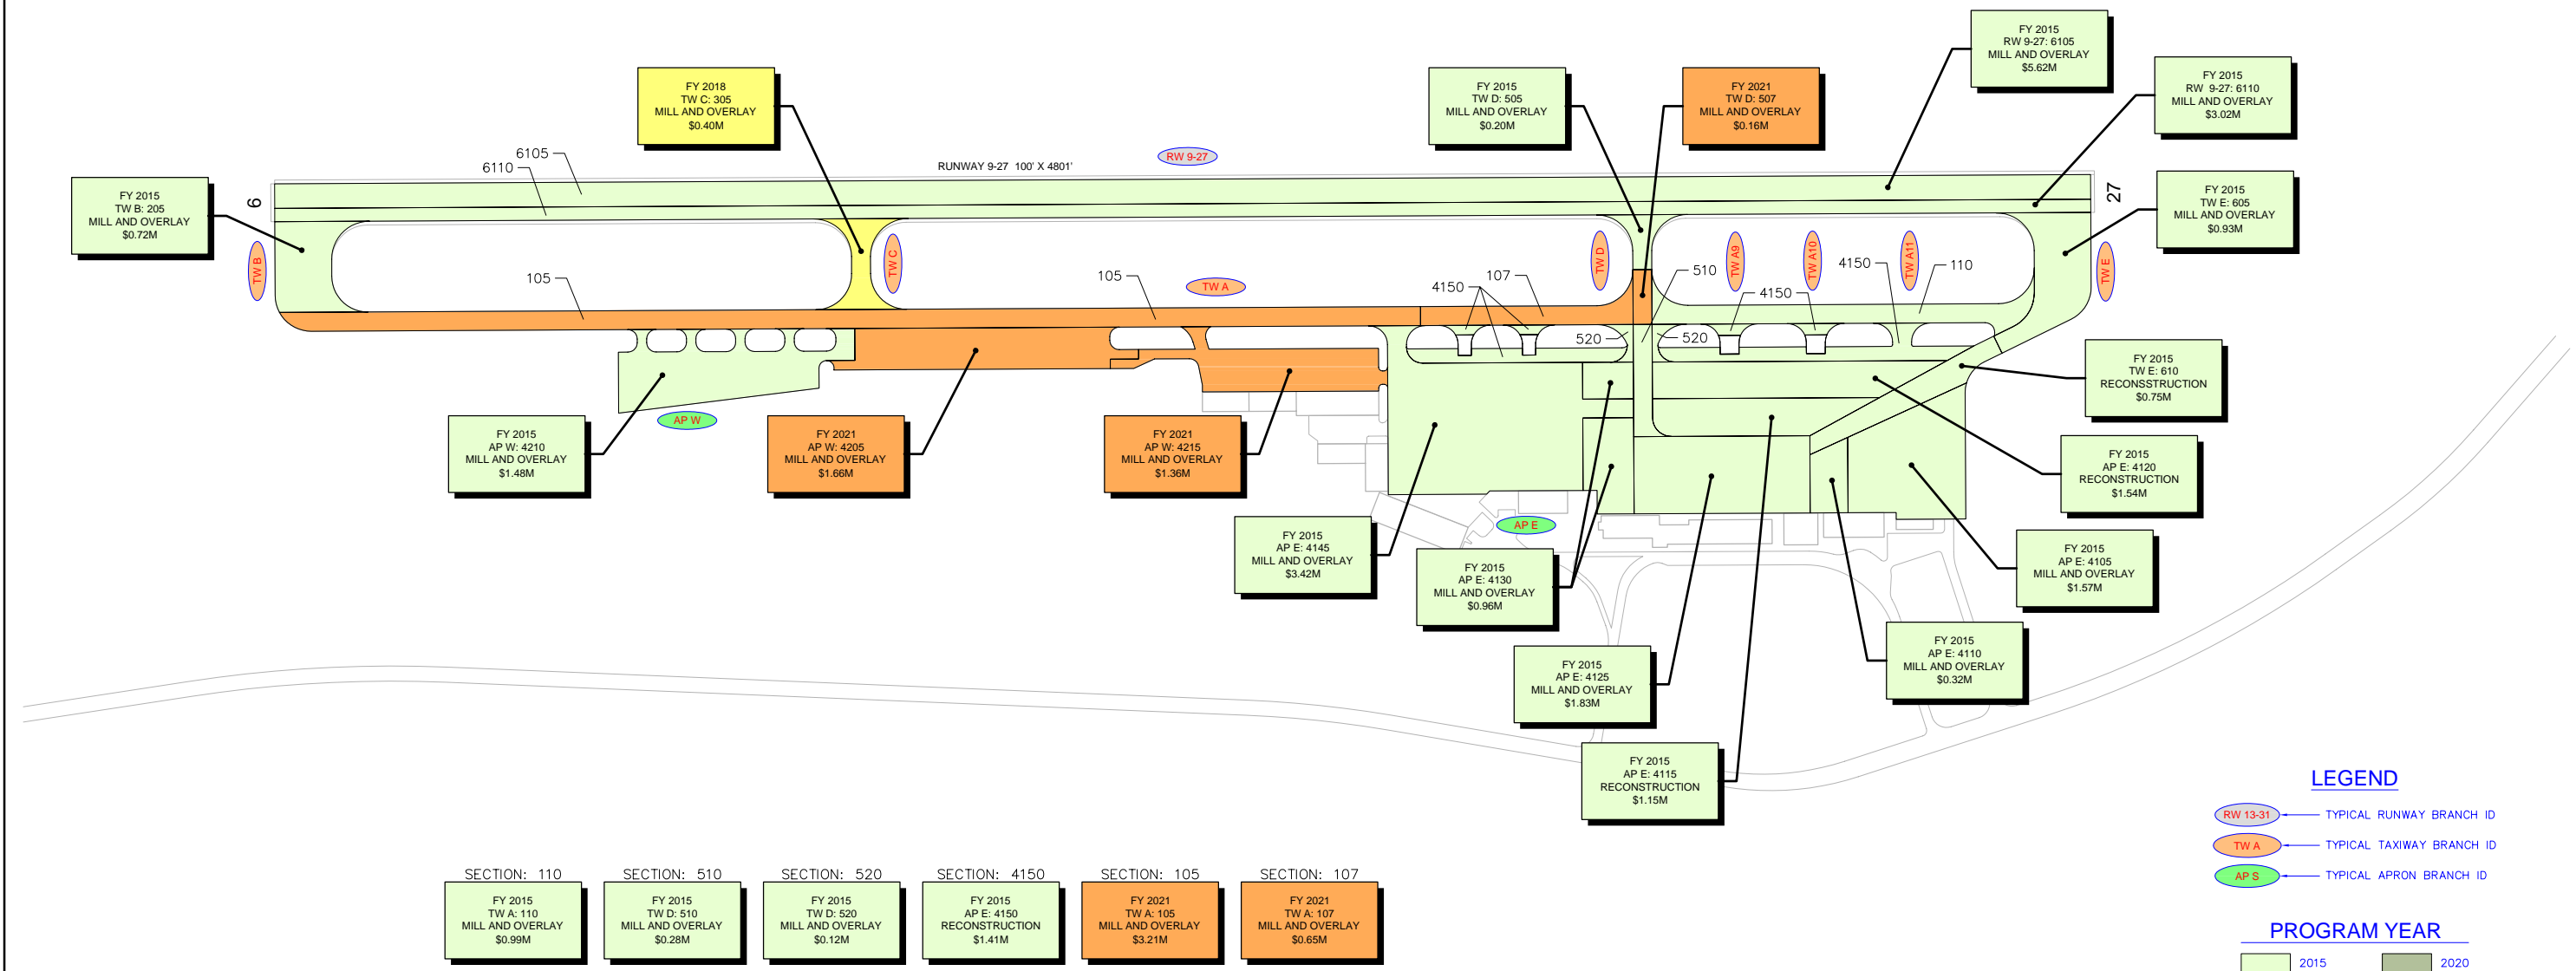 FY 2015
RW 9-27: 6105
MILL AND OVERLAY
$5.62M
FY 2018
TW C: 305
MILL AND OVERLAY
$0.40M
FY 2015
TW D: 505
MILL AND OVERLAY
$0.20M
FY 2021
TW D: 507
MILL AND OVERLAY
$0.16M
FY 2015
RW 9-27: 6110
MILL AND OVERLAY
$3.02M
6105
6110
RUNWAY 9-27 100' X 4801'
RW 9-27
FY 2015
TW B: 205
MILL AND OVERLAY
$0.72M
9
27
FY 2015
TW E: 605
MILL AND OVERLAY
$0.93M
TW B
105
TW C
105
TW A
4150
107
TW D
510
TW A9
TW A10
4150
TW A11
110
TW E
4150
520
520
FY 2015
TW E: 610
RECONSSTRUCTION
$0.75M
FY 2015
AP W: 4210
MILL AND OVERLAY
$1.48M
AP W
FY 2021
AP W: 4205
MILL AND OVERLAY
$1.66M
FY 2021
AP W: 4215
MILL AND OVERLAY
$1.36M
FY 2015
AP E: 4120
RECONSTRUCTION
$1.54M
FY 2015
AP E: 4145
MILL AND OVERLAY
$3.42M
AP E
FY 2015
AP E: 4130
MILL AND OVERLAY
$0.96M
FY 2015
AP E: 4105
MILL AND OVERLAY
$1.57M
FY 2015
AP E: 4125
MILL AND OVERLAY
$1.83M
FY 2015
AP E: 4110
MILL AND OVERLAY
$0.32M
FY 2015
AP E: 4115
RECONSTRUCTION
$1.15M
LEGEND
RW 13-31
TYPICAL RUNWAY BRANCH ID
TW A
TYPICAL TAXIWAY BRANCH ID
AP S
TYPICAL APRON BRANCH ID
SECTION: 110
FY 2015
TW A: 110
MILL AND OVERLAY
$0.99M
SECTION: 510
FY 2015
TW D: 510
MILL AND OVERLAY
$0.28M
SECTION: 520
FY 2015
TW D: 520
MILL AND OVERLAY
$0.12M
SECTION: 4150
FY 2015
AP E: 4150
RECONSTRUCTION
$1.41M
SECTION: 105
FY 2021
TW A: 105
MILL AND OVERLAY
$3.21M
SECTION: 107
FY 2021
TW A: 107
MILL AND OVERLAY
$0.65M
PROGRAM YEAR
2015
2020